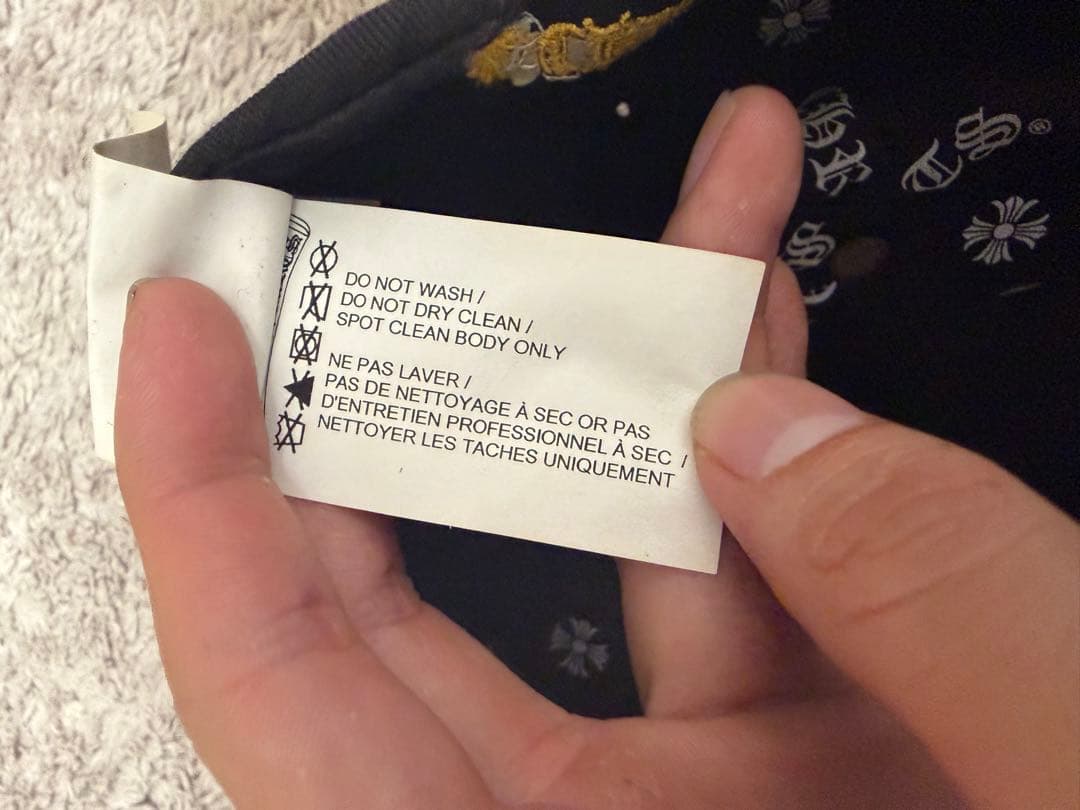 DO NOT WASH /
DO NOT DRY CLEAN /
SPOT CLEAN BODY ONLY
NE PAS LAVER /
PAS DE NETTOYAGE À SEC OR PAS
D'ENTRETIEN PROFESSIONNEL À SEC /
NETTOYER LES TACHES UNIQUEMENT
TS®